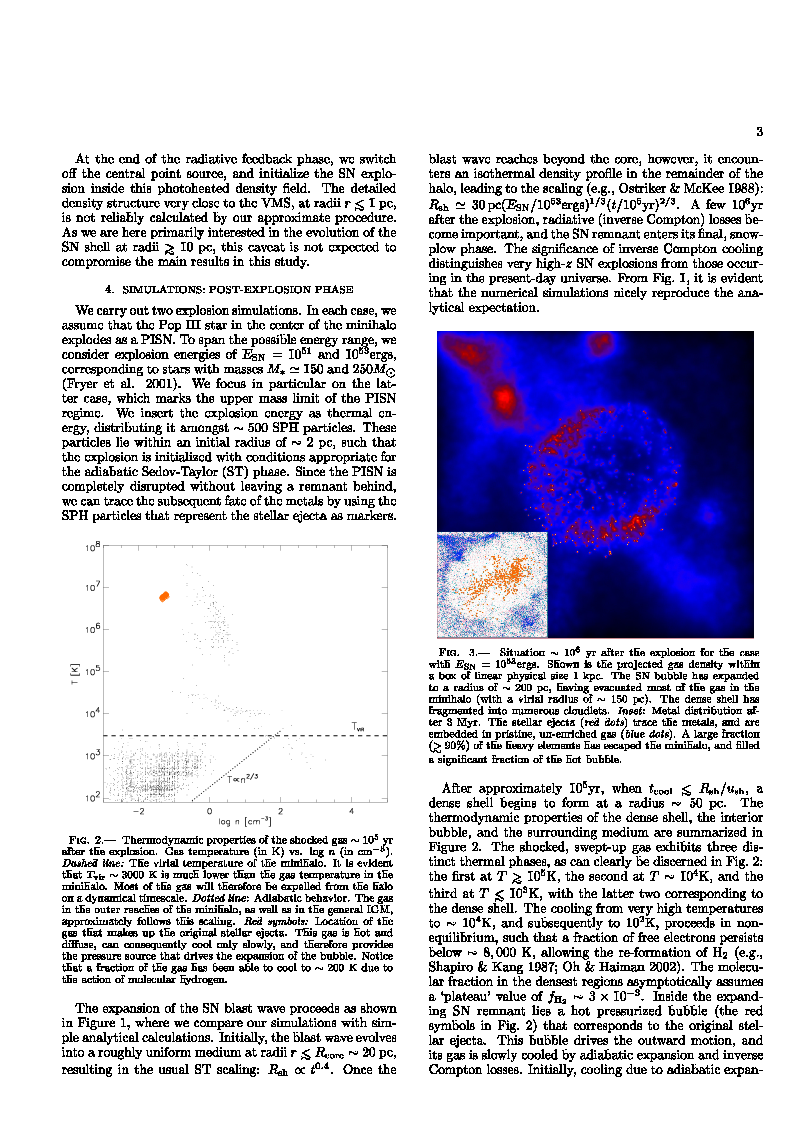 3
At the end of the radiative feedback phase, we switch
off the central point source, and initialize the SN explo-
sion inside this photoheated density field. The detailed
density structure very close to the VMS, at radii r ≲ 1 pc,
is not reliably calculated by our approximate procedure.
As we are here primarily interested in the evolution of the
SN shell at radii ≳ 10 pc, this caveat is not expected to
compromise the main results in this study.
4. SIMULATIONS: POST-EXPLOSION PHASE
We carry out two explosion simulations. In each case, we
assume that the Pop III star in the center of the minihalo
explodes as a PISN. To span the possible energy range, we
consider explosion energies of E_SN = 10^51 and 10^53ergs,
corresponding to stars with masses M_* ≃ 150 and 250M_⊙
(Fryer et al. 2001). We focus in particular on the lat-
ter case, which marks the upper mass limit of the PISN
regime. We insert the explosion energy as thermal en-
ergy, distributing it amongst ∼ 500 SPH particles. These
particles lie within an initial radius of ∼ 2 pc, such that
the explosion is initialized with conditions appropriate for
the adiabatic Sedov-Taylor (ST) phase. Since the PISN is
completely disrupted without leaving a remnant behind,
we can trace the subsequent fate of the metals by using the
SPH particles that represent the stellar ejecta as markers.
10^8
10^7
10^6
10^5
10^4
10^3
10^2
T [K]
T_vir
T∝n^2/3
−2 0 2 4
log n [cm^−3]
FIG. 2.— Thermodynamic properties of the shocked gas ∼ 10^5 yr
after the explosion. Gas temperature (in K) vs. log n (in cm^−3).
Dashed line: The virial temperature of the minihalo. It is evident
that T_vir ∼ 3000 K is much lower than the gas temperature in the
minihalo. Most of the gas will therefore be expelled from the halo
on a dynamical timescale. Dotted line: Adiabatic behavior. The gas
in the outer reaches of the minihalo, as well as in the general IGM,
approximately follows this scaling. Red symbols: Location of the
gas that makes up the original stellar ejecta. This gas is hot and
diffuse, can consequently cool only slowly, and therefore provides
the pressure source that drives the expansion of the bubble. Notice
that a fraction of the gas has been able to cool to ∼ 200 K due to
the action of molecular hydrogen.
The expansion of the SN blast wave proceeds as shown
in Figure 1, where we compare our simulations with sim-
ple analytical calculations. Initially, the blast wave evolves
into a roughly uniform medium at radii r ≲ R_core ∼ 20 pc,
resulting in the usual ST scaling: R_sh ∝ t^0.4. Once the
blast wave reaches beyond the core, however, it encoun-
ters an isothermal density profile in the remainder of the
halo, leading to the scaling (e.g., Ostriker & McKee 1988):
R_sh ≃ 30 pc(E_SN/10^53ergs)^1/3(t/10^5yr)^2/3. A few 10^6yr
after the explosion, radiative (inverse Compton) losses be-
come important, and the SN remnant enters its final, snow-
plow phase. The significance of inverse Compton cooling
distinguishes very high-z SN explosions from those occur-
ing in the present-day universe. From Fig. 1, it is evident
that the numerical simulations nicely reproduce the ana-
lytical expectation.
FIG. 3.— Situation ∼ 10^6 yr after the explosion for the case
with E_SN = 10^53ergs. Shown is the projected gas density within
a box of linear physical size 1 kpc. The SN bubble has expanded
to a radius of ∼ 200 pc, having evacuated most of the gas in the
minihalo (with a virial radius of ∼ 150 pc). The dense shell has
fragmented into numerous cloudlets. Inset: Metal distribution af-
ter 3 Myr. The stellar ejecta (red dots) trace the metals, and are
embedded in pristine, un-enriched gas (blue dots). A large fraction
(≳ 90%) of the heavy elements has escaped the minihalo, and filled
a significant fraction of the hot bubble.
After approximately 10^5yr, when t_cool ≲ R_sh/u_sh, a
dense shell begins to form at a radius ∼ 50 pc. The
thermodynamic properties of the dense shell, the interior
bubble, and the surrounding medium are summarized in
Figure 2. The shocked, swept-up gas exhibits three dis-
tinct thermal phases, as can clearly be discerned in Fig. 2:
the first at T ≳ 10^5K, the second at T ∼ 10^4K, and the
third at T ≲ 10^3K, with the latter two corresponding to
the dense shell. The cooling from very high temperatures
to ∼ 10^4K, and subsequently to 10^2K, proceeds in non-
equilibrium, such that a fraction of free electrons persists
below ∼ 8,000 K, allowing the re-formation of H_2 (e.g.,
Shapiro & Kang 1987; Oh & Haiman 2002). The molecu-
lar fraction in the densest regions asymptotically assumes
a ‘plateau’ value of f_H2 ∼ 3 × 10^−3. Inside the expand-
ing SN remnant lies a hot pressurized bubble (the red
symbols in Fig. 2) that corresponds to the original stel-
lar ejecta. This bubble drives the outward motion, and
its gas is slowly cooled by adiabatic expansion and inverse
Compton losses. Initially, cooling due to adiabatic expan-